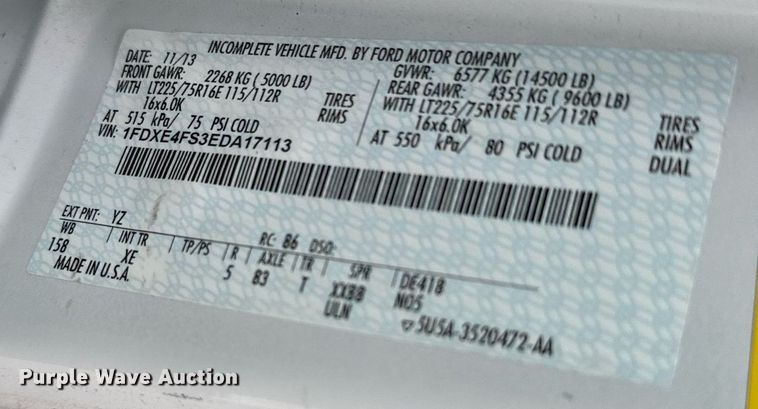 INCOMPLETE VEHICLE MFD. BY FORD MOTOR COMPANY
DATE: 11/13 GVWR: 6577 KG (14500 LB)
FRONT GAWR: 2268 KG (5000 LB) REAR GAWR: 4355 KG (9600 LB)
WITH LT225/75R16E 115/112R TIRES WITH LT225/75R16E 115/112R TIRES
16x6.0K RIMS 16x6.0K RIMS
AT 515 kPa/ 75 PSI COLD AT 550 kPa/ 80 PSI COLD DUAL
VIN: 1FDXE4FS3EDA17113
EXT PNT: YZ RC: 86 DSO:
WB INT TR TP/PS R AXLE TR SPR DE418
158 XE 5 83 T XX38 N05
MADE IN U.S.A. UILN
5U5A-3520472-AA
Purple Wave Auction